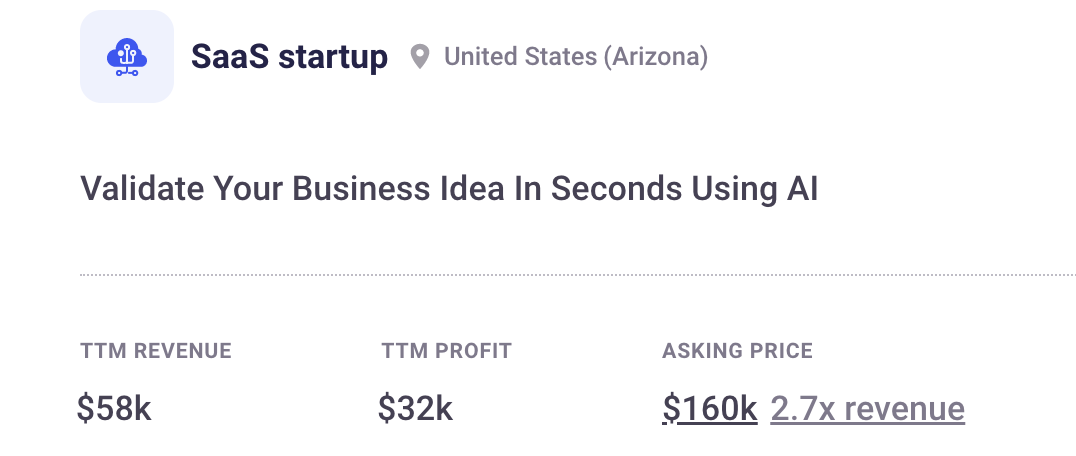 SaaS startup United States (Arizona)
Validate Your Business Idea In Seconds Using AI
TTM REVENUE TTM PROFIT ASKING PRICE
$58k $32k $160k 2.7x revenue